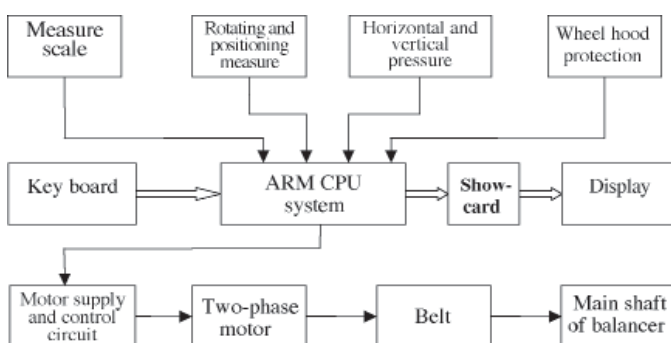 Measure
scale
Rotating and
positioning
measure
Horizontal and
vertical
pressure
Wheel hood
protection
Key board
ARM CPU
system
Show-
card
Display
Motor supply
and control
circuit
Two-phase
motor
Belt
Main shaft
of balancer